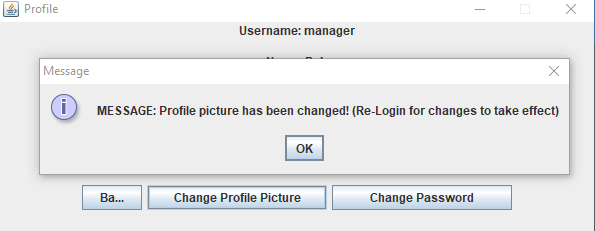 Profile
Username: manager
Message
MESSAGE: Profile picture has been changed! (Re-Login for changes to take effect)
OK
Ba...
Change Profile Picture
Change Password